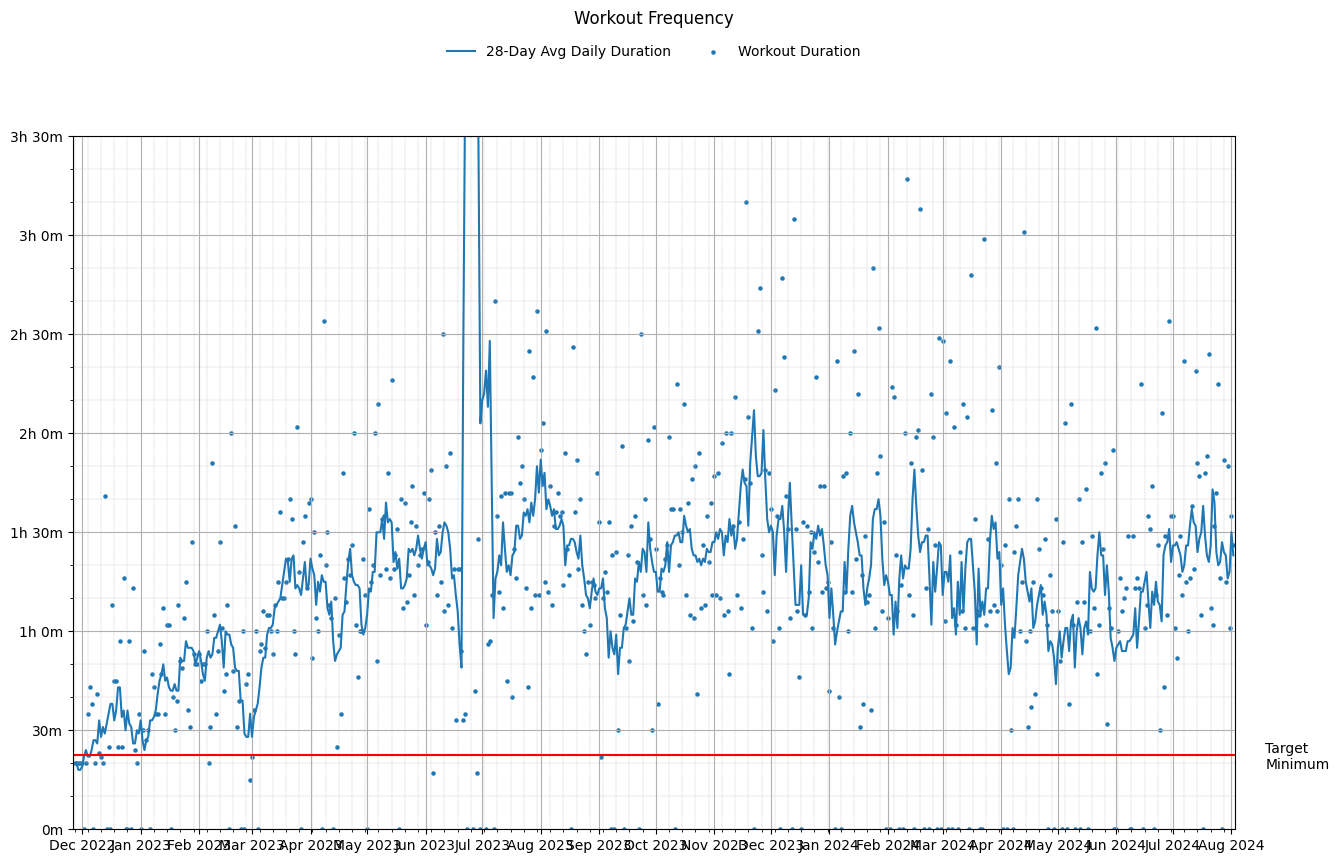 Workout Frequency
28-Day Avg Daily Duration
Workout Duration
3h 30m
3h 0m
2h 30m
2h 0m
1h 30m
1h 0m
30m
0m
Target
Minimum
Dec 2022 Jan 2023 Feb 2023 Mar 2023 Apr 2023 May 2023 Jun 2023 Jul 2023 Aug 2023 Sep 2023 Oct 2023 Nov 2023 Dec 2023 Jan 2024 Feb 2024 Mar 2024 Apr 2024 May 2024 Jun 2024 Jul 2024 Aug 2024